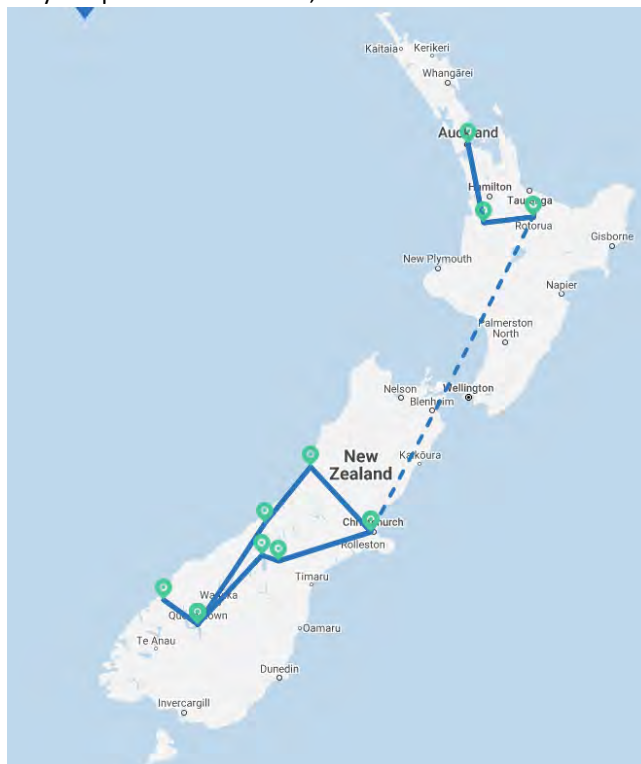 Kerikeri
Kaitaia
Whangārei
Auckland
Hamilton
Tauranga
Rotorua
Gisborne
New Plymouth
Napier
Palmerston
North
Nelson
Wellington
Blenheim
New
Zealand
Kaikōura
Christchurch
Rolleston
Timaru
Queenstown
Oamaru
Te Anau
Dunedin
Invercargill